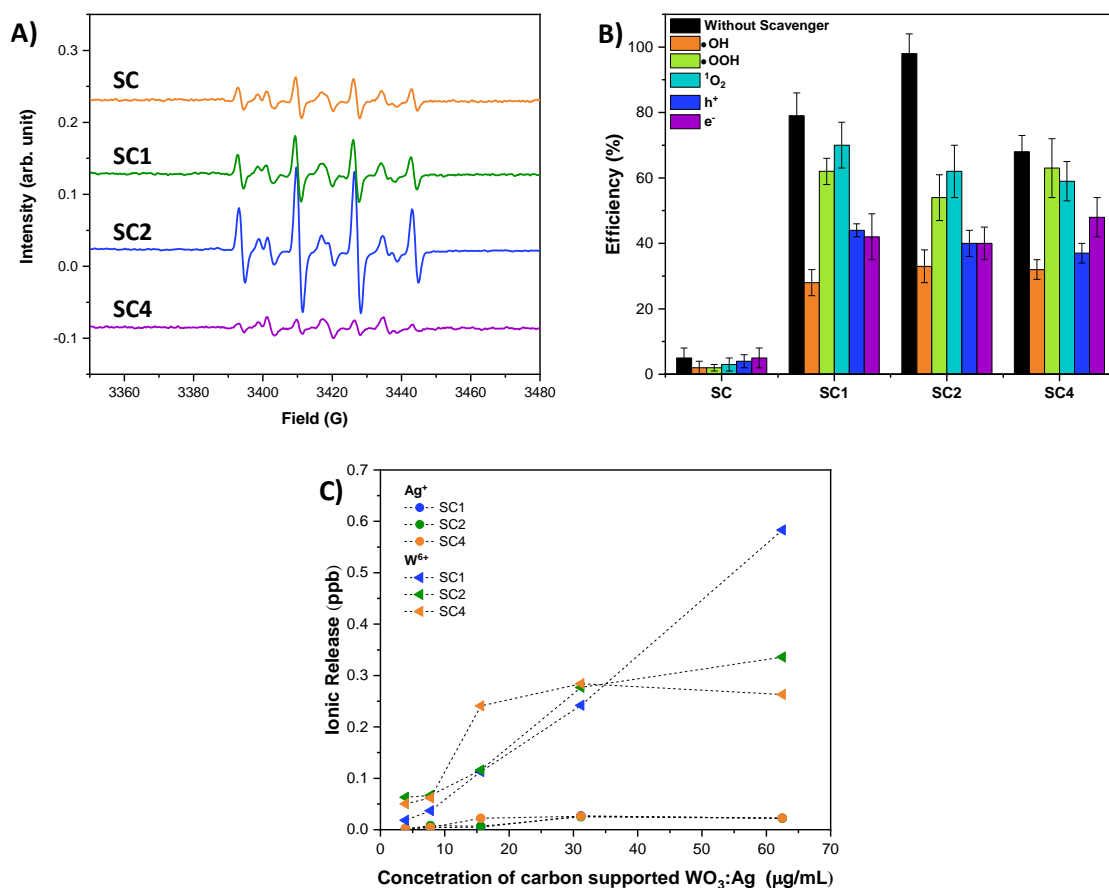 A)
0.3
0.2
0.1
0.0
-0.1
Intensity (arb. unit)
SC
SC1
SC2
SC4
3360 3380 3400 3420 3440 3460 3480
Field (G)
B)
Without Scavenger
•OH
•OOH
¹O₂
h⁺
e⁻
100
80
60
40
20
0
Efficiency (%)
SC SC1 SC2 SC4
C)
0.7
0.6
0.5
0.4
0.3
0.2
0.1
0.0
Ionic Release (ppb)
Ag⁺
SC1
SC2
SC4
W⁶⁺
SC1
SC2
SC4
0 10 20 30 40 50 60 70
Concetration of carbon supported WO₃:Ag (μg/mL)